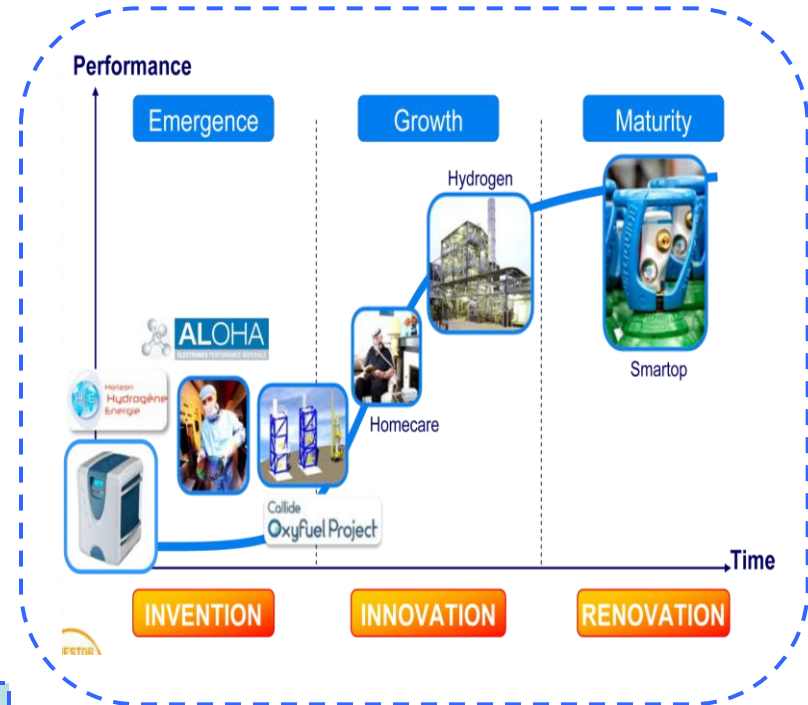 Performance
Emergence
Growth
Maturity
Hydrogen
ALOHA
ELECTRONICS PERFORMANCE MATERIALS
Smartop
Horizon
Hydrogène
Energie
Homecare
Callide
Oxyfuel Project
Time
INVENTION
INNOVATION
RENOVATION